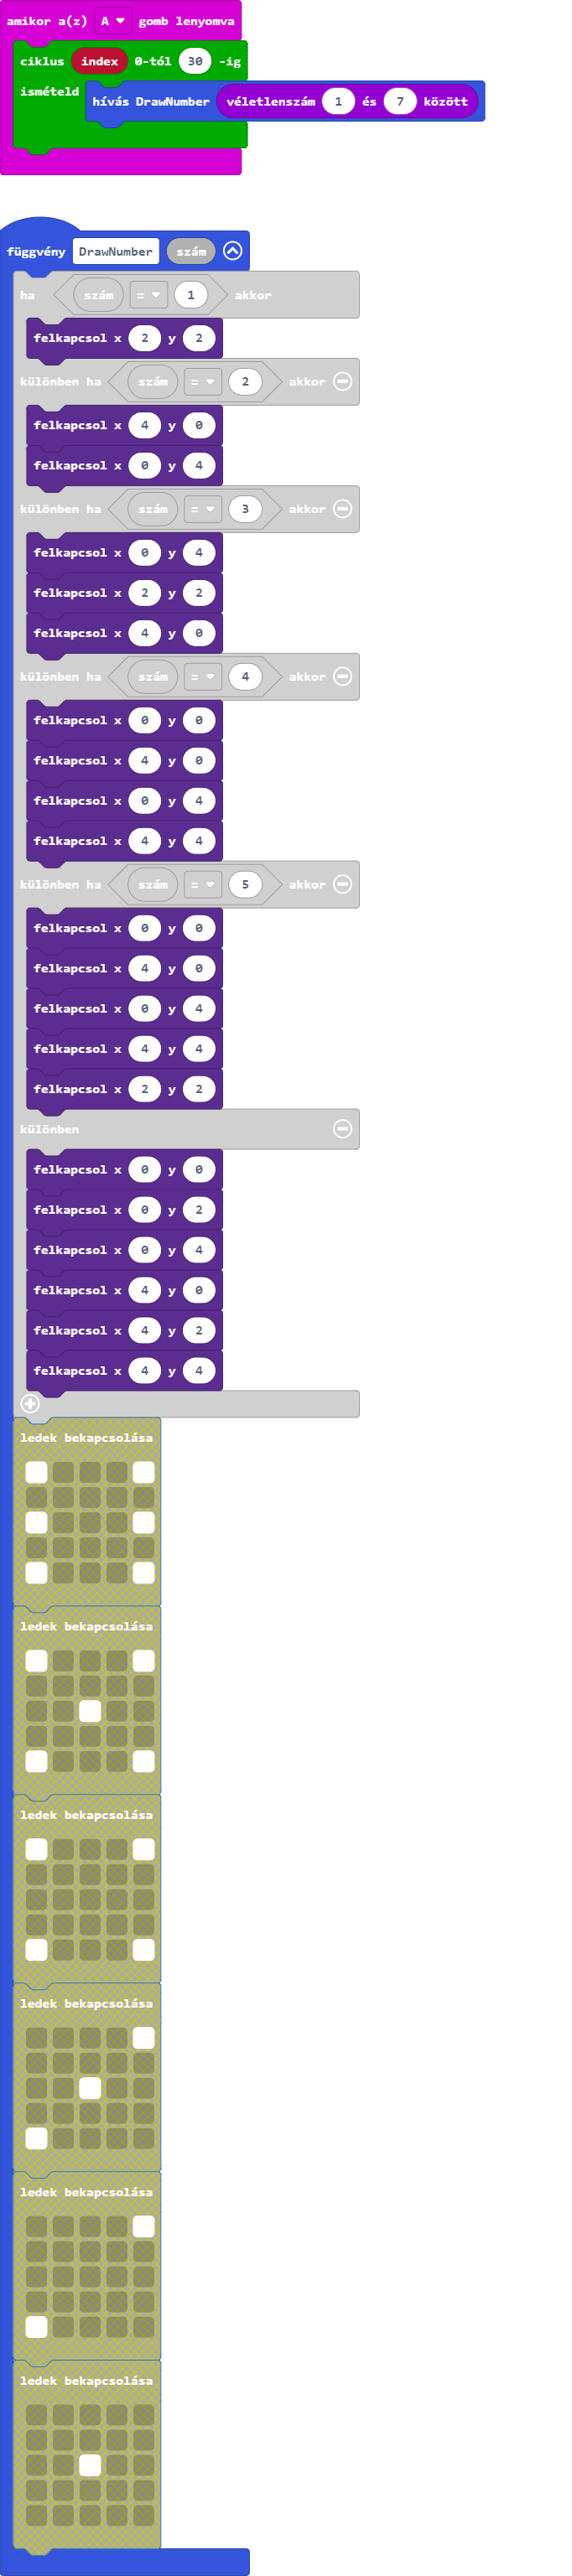 amikor a(z) A gomb lenyomva
ciklus index 0-tól 30 -ig
ismételd
hívás DrawNumber véletlenszám 1 és 7 között
függvény DrawNumber szám
ha szám = 1 akkor
felkapcsol x 2 y 2
különben ha szám = 2 akkor
felkapcsol x 4 y 0
felkapcsol x 0 y 4
különben ha szám = 3 akkor
felkapcsol x 0 y 4
felkapcsol x 2 y 2
felkapcsol x 4 y 0
különben ha szám = 4 akkor
felkapcsol x 0 y 0
felkapcsol x 4 y 0
felkapcsol x 0 y 4
felkapcsol x 4 y 4
különben ha szám = 5 akkor
felkapcsol x 0 y 0
felkapcsol x 4 y 0
felkapcsol x 0 y 4
felkapcsol x 4 y 4
felkapcsol x 2 y 2
különben
felkapcsol x 0 y 0
felkapcsol x 0 y 2
felkapcsol x 0 y 4
felkapcsol x 4 y 0
felkapcsol x 4 y 2
felkapcsol x 4 y 4
ledek bekapcsolása
ledek bekapcsolása
ledek bekapcsolása
ledek bekapcsolása
ledek bekapcsolása
ledek bekapcsolása